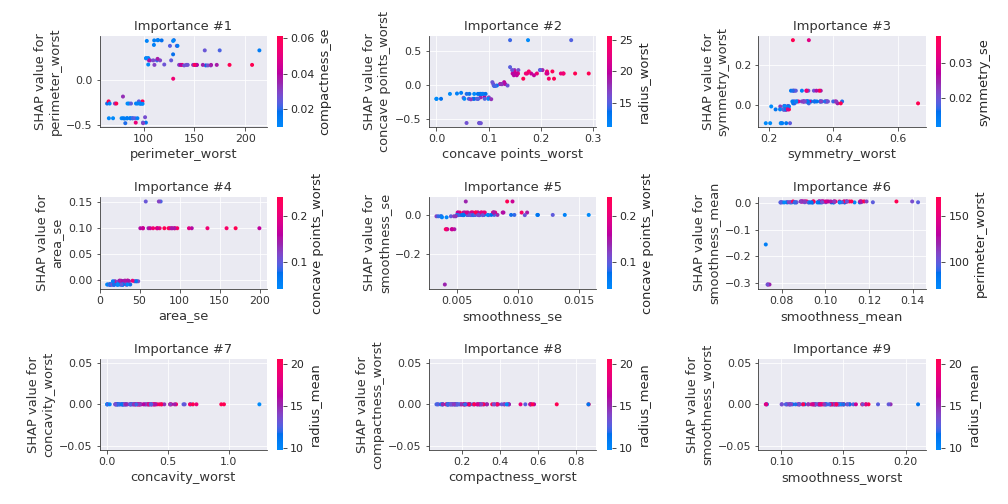 Importance #1
SHAP value for
perimeter_worst
0.0
−0.5
100
150
200
perimeter_worst
0.06
0.04
0.02
compactness_se
Importance #2
SHAP value for
concave points_worst
0.5
0.0
−0.5
0.0
0.1
0.2
0.3
concave points_worst
25
20
15
radius_worst
Importance #3
SHAP value for
symmetry_worst
0.2
0.0
0.2
0.4
0.6
symmetry_worst
0.03
0.02
symmetry_se
Importance #4
SHAP value for
area_se
0.15
0.10
0.05
0.00
0
50
100
150
200
area_se
0.2
0.1
concave points_worst
Importance #5
SHAP value for
smoothness_se
0.0
−0.2
0.005
0.010
0.015
smoothness_se
0.2
0.1
concave points_worst
Importance #6
SHAP value for
smoothness_mean
0.0
−0.1
−0.2
−0.3
0.08
0.10
0.12
0.14
smoothness_mean
150
100
perimeter_worst
Importance #7
SHAP value for
concavity_worst
0.05
0.00
−0.05
0.0
0.5
1.0
concavity_worst
20
15
10
radius_mean
Importance #8
SHAP value for
compactness_worst
0.05
0.00
−0.05
0.2
0.4
0.6
0.8
compactness_worst
20
15
10
radius_mean
Importance #9
SHAP value for
smoothness_worst
0.05
0.00
−0.05
0.10
0.15
0.20
smoothness_worst
20
15
10
radius_mean